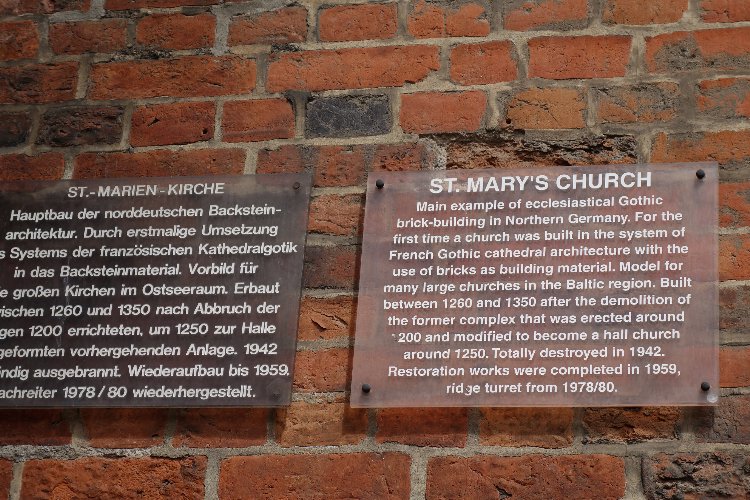 ST.-MARIEN-KIRCHE
Hauptbau der norddeutschen Backstein-
architektur. Durch erstmalige Umsetzung
Systems der französischen Kathedralgotik
in das Backsteinmaterial. Vorbild für
großen Kirchen im Ostseeraum. Erbaut
1260 und 1350 nach Abbruch der
1200 errichteten, um 1250 zur Halle
vorhergehenden Anlage. 1942
ausgebrannt. Wiederaufbau bis 1959.
1978/80 wiederhergestellt.
ST. MARY'S CHURCH
Main example of ecclesiastical Gothic
brick-building in Northern Germany. For the
first time a church was built in the system of
French Gothic cathedral architecture with the
use of bricks as building material. Model for
many large churches in the Baltic region. Built
between 1260 and 1350 after the demolition of
the former complex that was erected around
200 and modified to become a hall church
around 1250. Totally destroyed in 1942.
Restoration works were completed in 1959,
ridge turret from 1978/80.